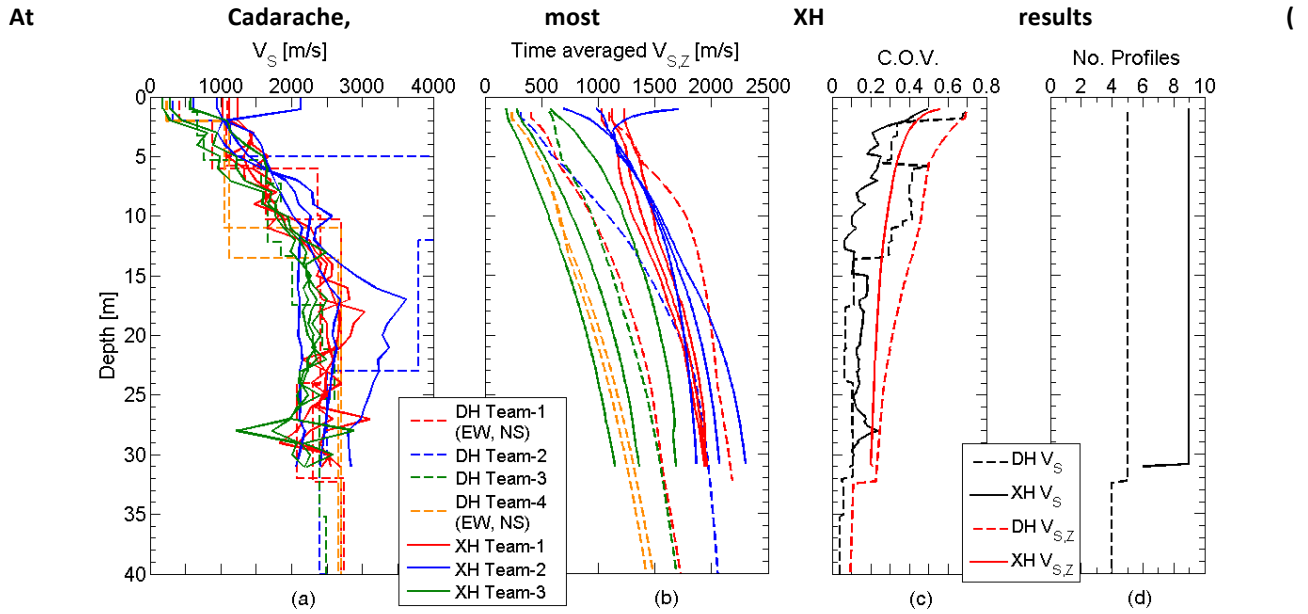 At Cadarache, most XH results (
V_S [m/s]
0 1000 2000 3000 4000
Time averaged V_S,Z [m/s]
0 500 1000 1500 2000 2500
C.O.V.
0 0.2 0.4 0.6 0.8
No. Profiles
0 2 4 6 8 10
Depth [m]
0
5
10
15
20
25
30
35
40
DH Team-1
(EW, NS)
DH Team-2
DH Team-3
DH Team-4
(EW, NS)
XH Team-1
XH Team-2
XH Team-3
DH V_S
XH V_S
DH V_S,Z
XH V_S,Z
(a)
(b)
(c)
(d)